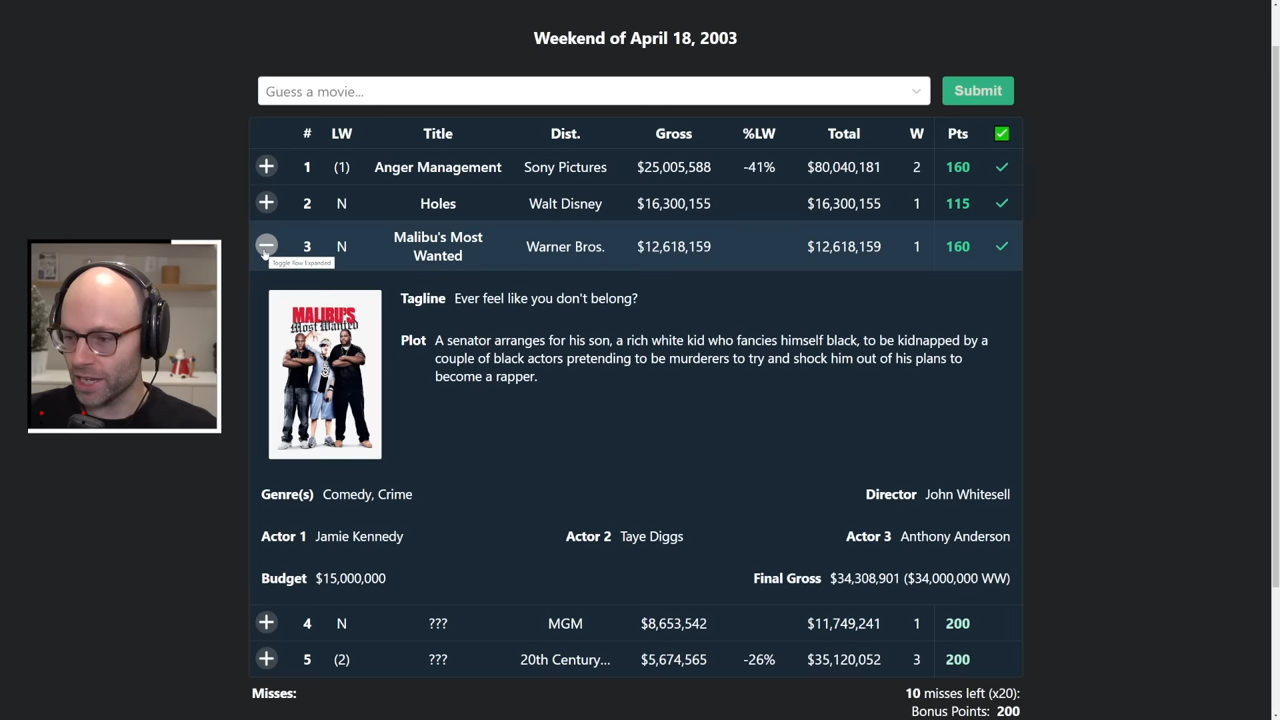 Weekend of April 18, 2003
Guess a movie...
Submit
# LW Title Dist. Gross %LW Total W Pts
1 (1) Anger Management Sony Pictures $25,005,588 -41% $80,040,181 2 160
2 N Holes Walt Disney $16,300,155 $16,300,155 1 115
3 N Malibu's Most Wanted Warner Bros. $12,618,159 $12,618,159 1 160
Toggle Row Expanded
MALIBU'S
Most Wanted
Tagline Ever feel like you don't belong?
Plot A senator arranges for his son, a rich white kid who fancies himself black, to be kidnapped by a
couple of black actors pretending to be murderers to try and shock him out of his plans to
become a rapper.
Genre(s) Comedy, Crime
Director John Whitesell
Actor 1 Jamie Kennedy
Actor 2 Taye Diggs
Actor 3 Anthony Anderson
Budget $15,000,000
Final Gross $34,308,901 ($34,000,000 WW)
4 N ??? MGM $8,653,542 $11,749,241 1 200
5 (2) ??? 20th Century... $5,674,565 -26% $35,120,052 3 200
Misses:
10 misses left (x20):
Bonus Points: 200